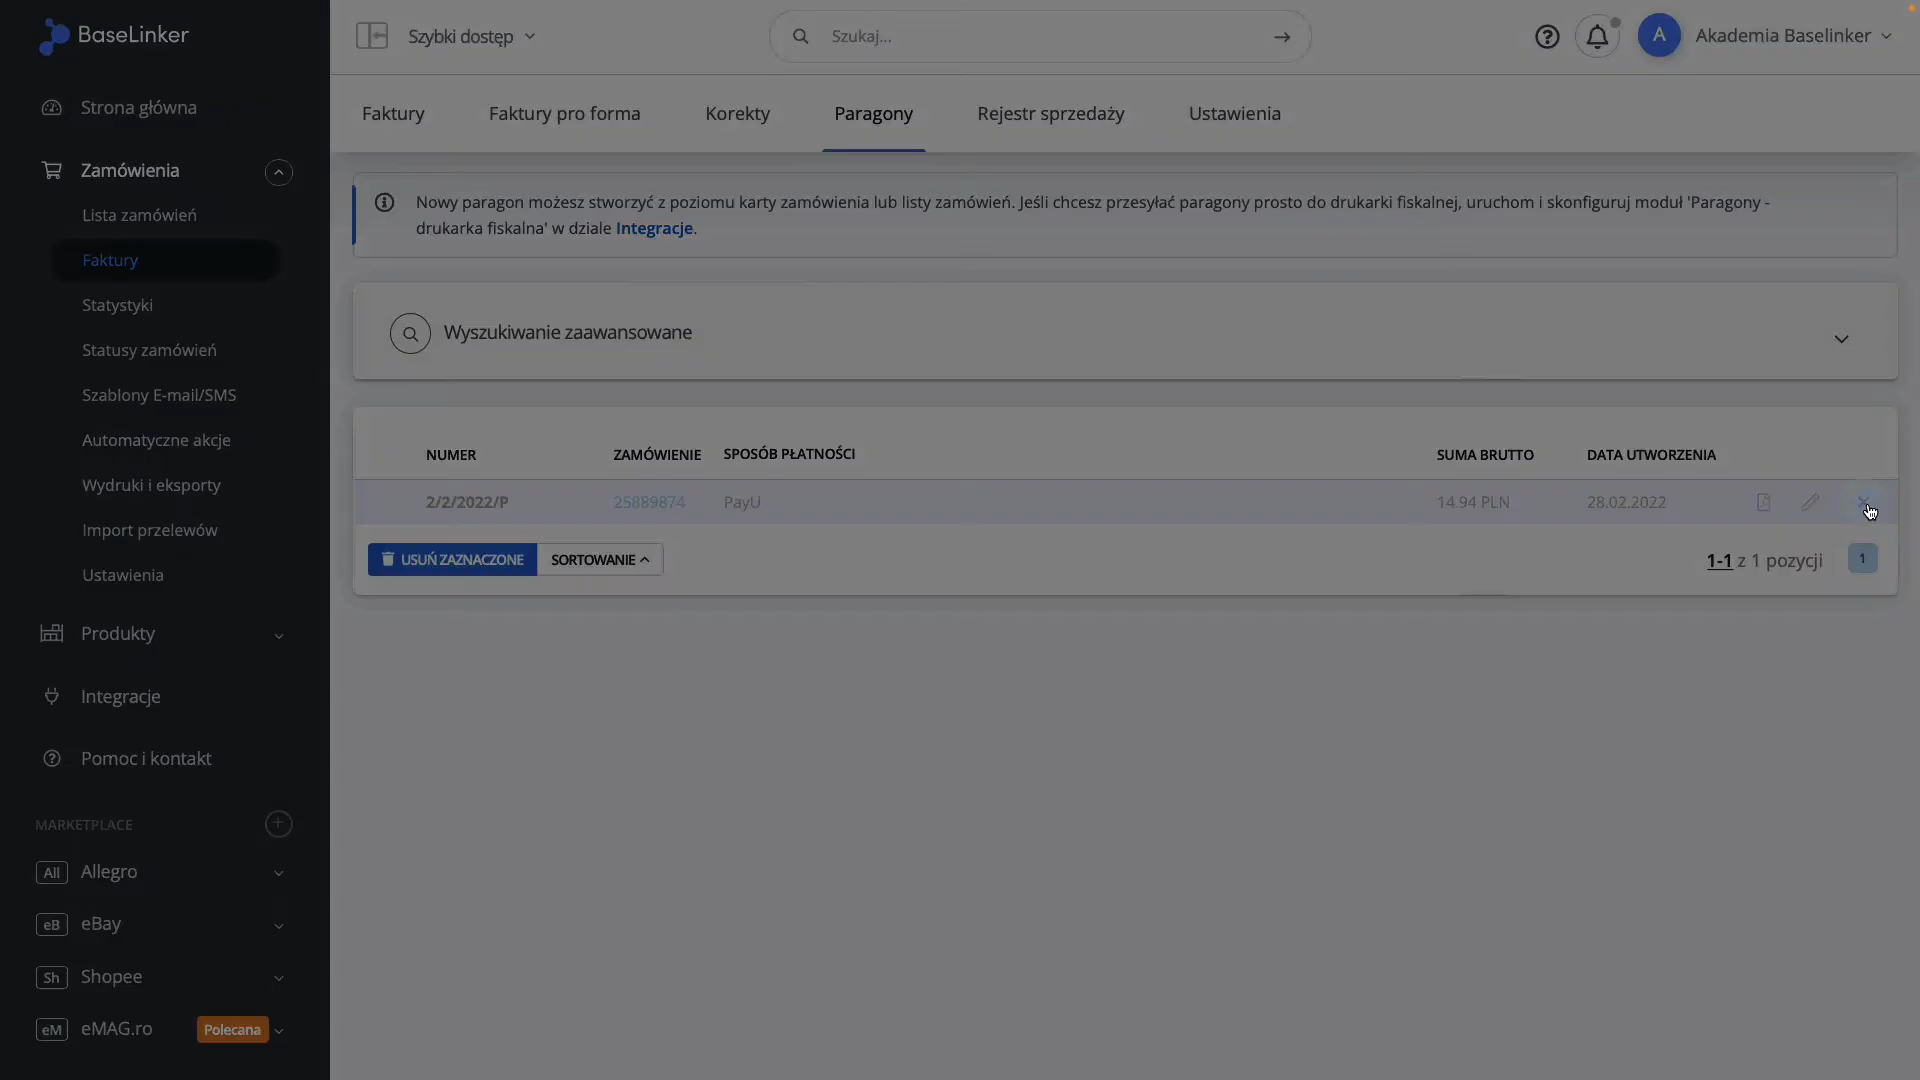 BaseLinker
Szybki dostęp
Szukaj...
A
Akademia Baselinker
Strona główna
Zamówienia
Lista zamówień
Faktury
Statystyki
Statusy zamówień
Szablony E-mail/SMS
Automatyczne akcje
Wydruki i eksporty
Import przelewów
Ustawienia
Produkty
Integracje
Pomoc i kontakt
MARKETPLACE
All Allegro
eB eBay
Sh Shopee
eM eMAG.ro Polecana
Faktury Faktury pro forma Korekty Paragony Rejestr sprzedaży Ustawienia
Nowy paragon możesz stworzyć z poziomu karty zamówienia lub listy zamówień. Jeśli chcesz przesyłać paragony prosto do drukarki fiskalnej, uruchom i skonfiguruj moduł 'Paragony -
drukarka fiskalna' w dziale Integracje.
Wyszukiwanie zaawansowane
NUMER ZAMÓWIENIE SPOSÓB PŁATNOŚCI SUMA BRUTTO DATA UTWORZENIA
2/2/2022/P 25889874 PayU 14.94 PLN 28.02.2022
USUŃ ZAZNACZONE SORTOWANIE 1-1 z 1 pozycji 1